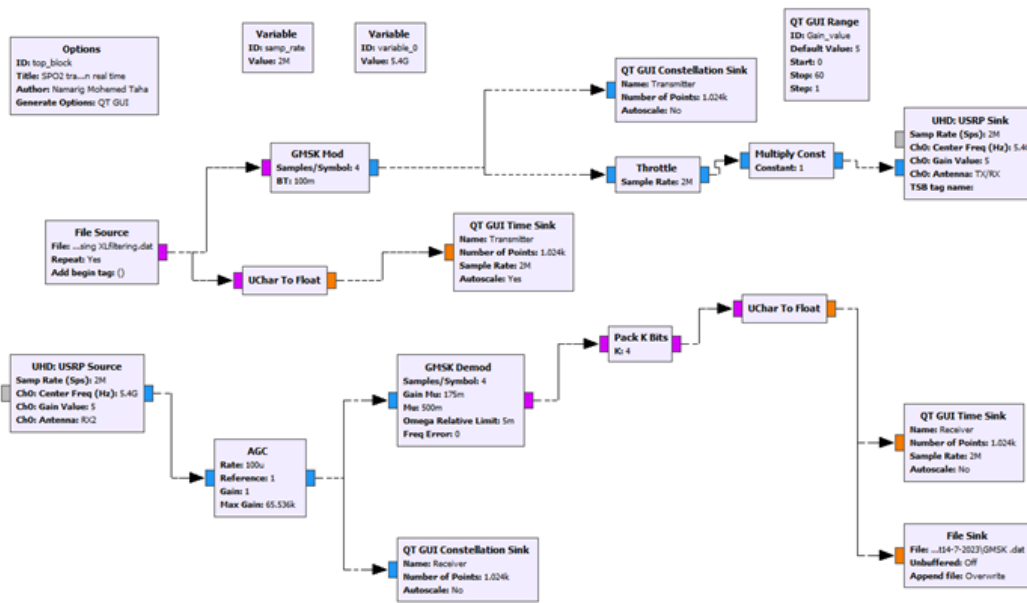 Options
ID: top_block
Title: SPO2 tra...n real time
Author: Namarig Mohemed Taha
Generate Options: QT GUI
Variable
ID: samp_rate
Value: 2M
Variable
ID: variable_0
Value: 5.4G
QT GUI Range
ID: Gain_value
Default Value: 5
Start: 0
Stop: 60
Step: 1
QT GUI Constellation Sink
Name: Transmitter
Number of Points: 1.024k
Autoscale: No
UHD: USRP Sink
Samp Rate (Sps): 2M
Ch0: Center Freq (Hz): 5.4G
Ch0: Gain Value: 5
Ch0: Antenna: TX/RX
TSB tag name:
GMSK Mod
Samples/Symbol: 4
BT: 100m
Throttle
Sample Rate: 2M
Multiply Const
Constant: 1
File Source
File: ...sing XLfiltering.dat
Repeat: Yes
Add begin tag: ()
QT GUI Time Sink
Name: Transmitter
Number of Points: 1.024k
Sample Rate: 2M
Autoscale: Yes
UChar To Float
UChar To Float
Pack K Bits
K: 4
UHD: USRP Source
Samp Rate (Sps): 2M
Ch0: Center Freq (Hz): 5.4G
Ch0: Gain Value: 5
Ch0: Antenna: RX2
GMSK Demod
Samples/Symbol: 4
Gain Mu: 175m
Mu: 500m
Omega Relative Limit: 5m
Freq Error: 0
AGC
Rate: 100u
Reference: 1
Gain: 1
Max Gain: 65.536k
QT GUI Time Sink
Name: Receiver
Number of Points: 1.024k
Sample Rate: 2M
Autoscale: No
QT GUI Constellation Sink
Name: Receiver
Number of Points: 1.024k
Autoscale: No
File Sink
File: ...t14-7-2023\GMSK .dat
Unbuffered: Off
Append file: Overwrite